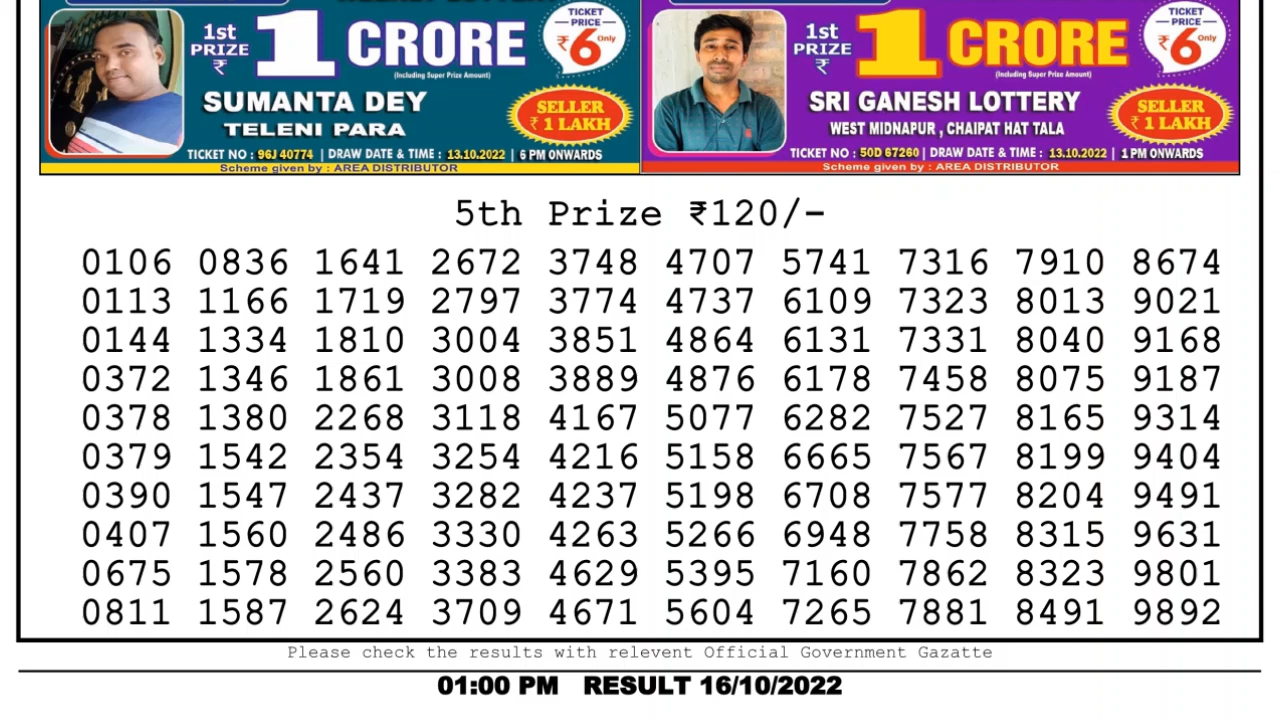 1st PRIZE ₹ 1 CRORE
(Including Super Prize Amount)
TICKET PRICE ₹6 Only
SUMANTA DEY
TELENI PARA
SELLER ₹ 1 LAKH
TICKET NO : 96J 40774 | DRAW DATE & TIME : 13.10.2022 | 6 PM ONWARDS
Scheme given by : AREA DISTRIBUTOR
1st PRIZE ₹ 1 CRORE
(Including Super Prize Amount)
TICKET PRICE ₹6 Only
SRI GANESH LOTTERY
WEST MIDNAPUR , CHAIPAT HAT TALA
SELLER ₹ 1 LAKH
TICKET NO : 50D 67260 | DRAW DATE & TIME : 13.10.2022 | 1 PM ONWARDS
Scheme given by : AREA DISTRIBUTOR
5th Prize ₹120/-
0106 0836 1641 2672 3748 4707 5741 7316 7910 8674
0113 1166 1719 2797 3774 4737 6109 7323 8013 9021
0144 1334 1810 3004 3851 4864 6131 7331 8040 9168
0372 1346 1861 3008 3889 4876 6178 7458 8075 9187
0378 1380 2268 3118 4167 5077 6282 7527 8165 9314
0379 1542 2354 3254 4216 5158 6665 7567 8199 9404
0390 1547 2437 3282 4237 5198 6708 7577 8204 9491
0407 1560 2486 3330 4263 5266 6948 7758 8315 9631
0675 1578 2560 3383 4629 5395 7160 7862 8323 9801
0811 1587 2624 3709 4671 5604 7265 7881 8491 9892
Please check the results with relevent Official Government Gazatte
01:00 PM RESULT 16/10/2022